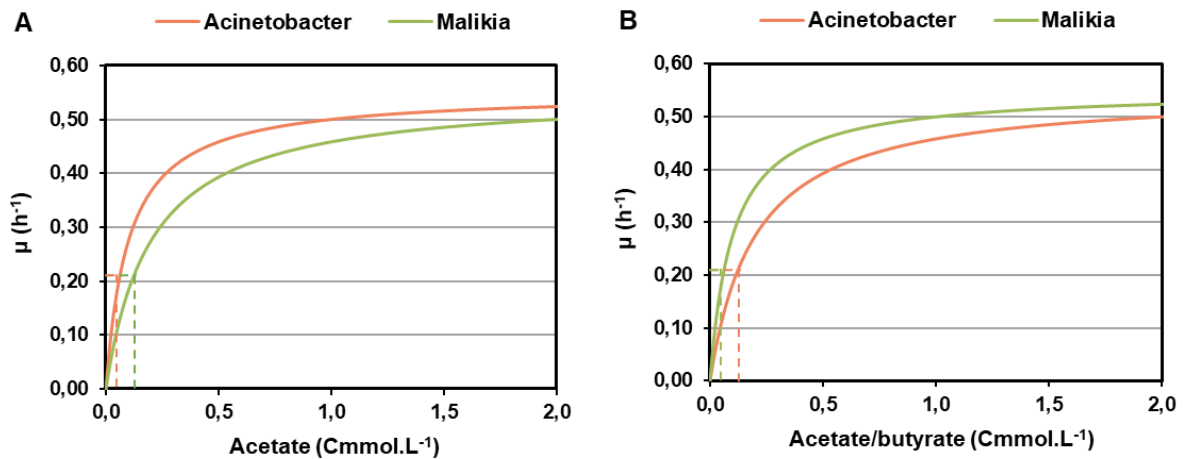 A
Acinetobacter Malikia
0,60
0,50
0,40
0,30
0,20
0,10
0,00
µ (h⁻¹)
0,0 0,5 1,0 1,5 2,0
Acetate (Cmmol.L⁻¹)
B
Acinetobacter Malikia
0,60
0,50
0,40
0,30
0,20
0,10
0,00
µ (h⁻¹)
0,0 0,5 1,0 1,5 2,0
Acetate/butyrate (Cmmol.L⁻¹)